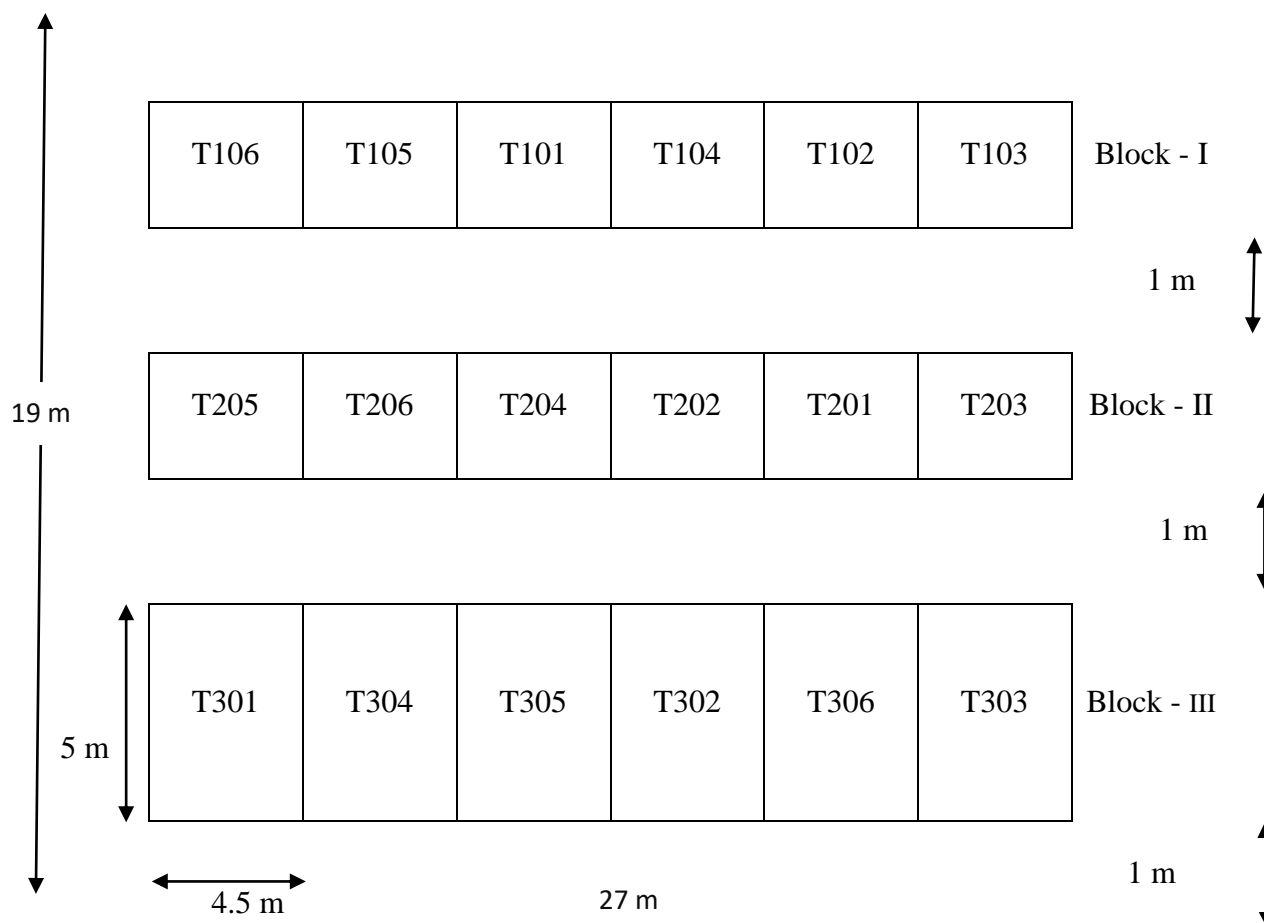 T106 T105 T101 T104 T102 T103 Block - I
1 m
19 m
T205 T206 T204 T202 T201 T203 Block - II
1 m
T301 T304 T305 T302 T306 T303 Block - III
5 m
1 m
4.5 m
27 m